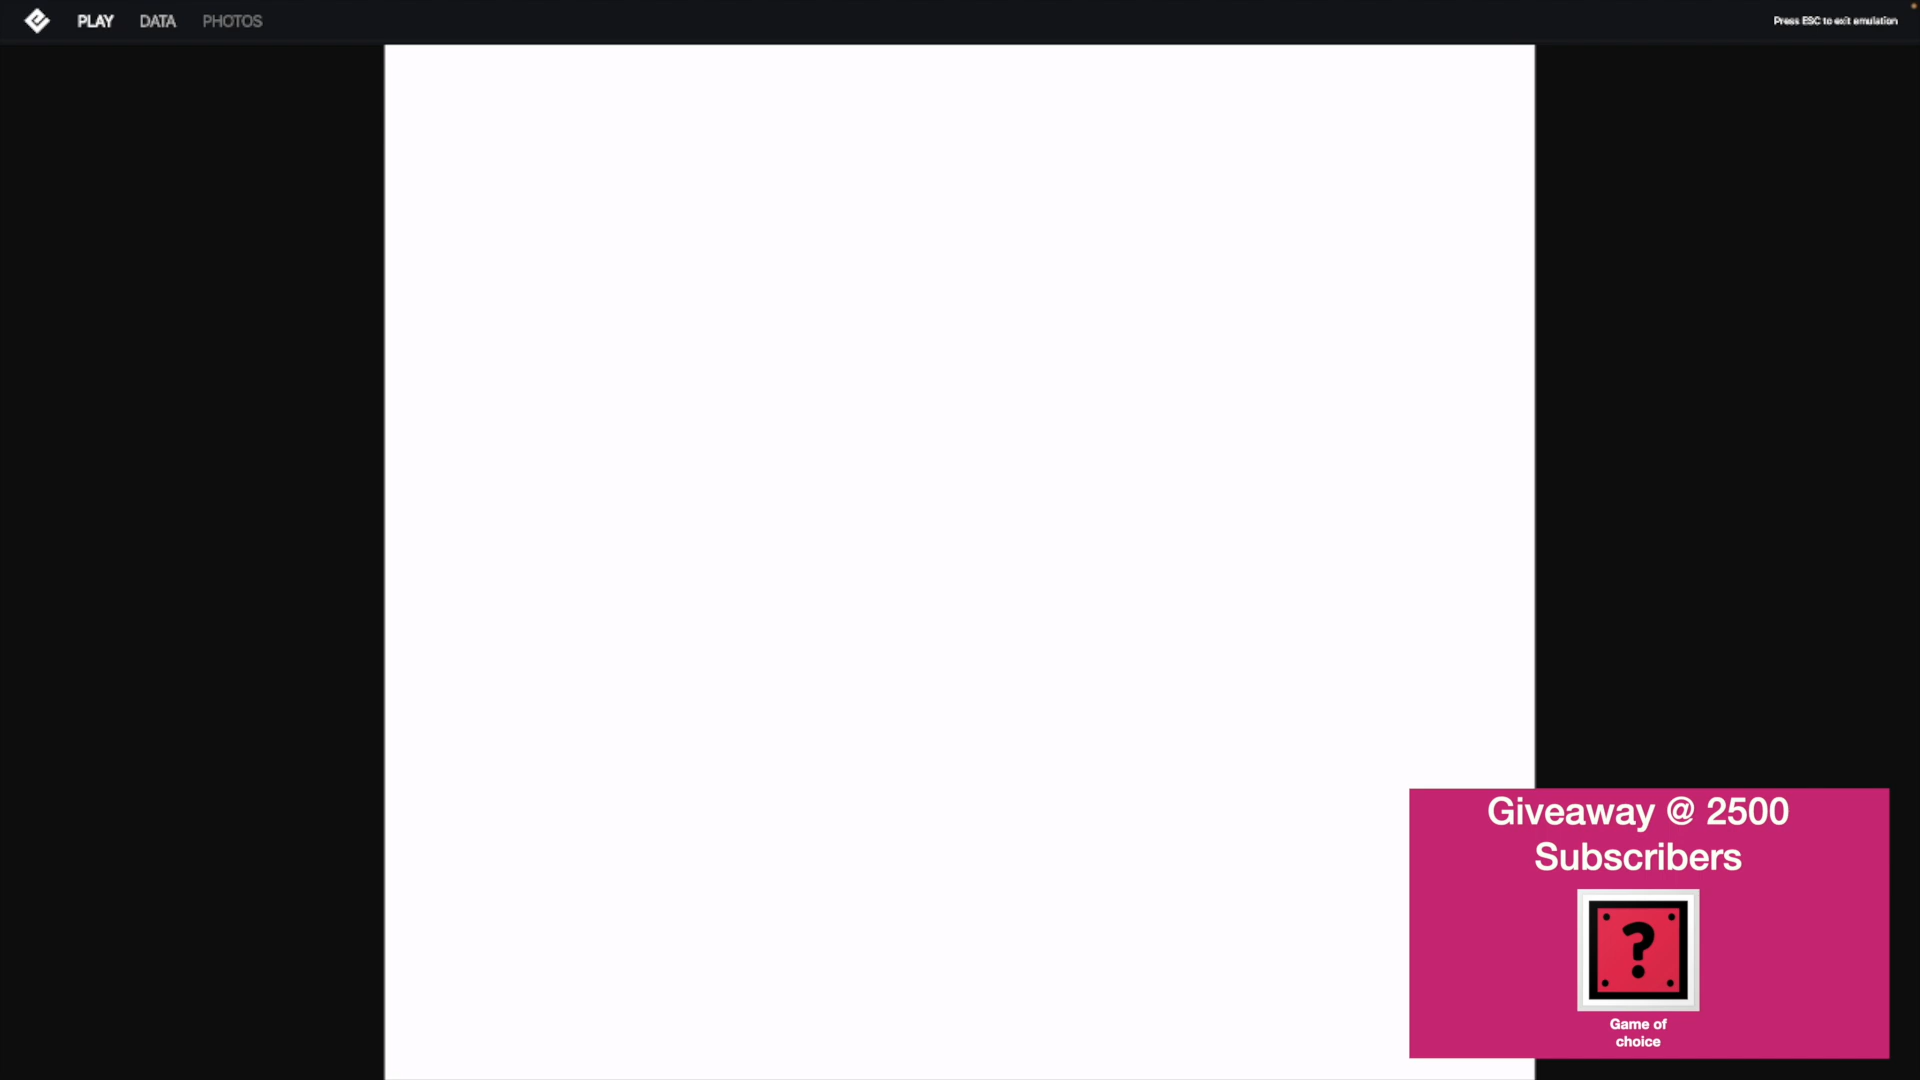 PLAY DATA PHOTOS
Press ESC to exit emulation
Giveaway @ 2500
Subscribers
?
Game of
choice